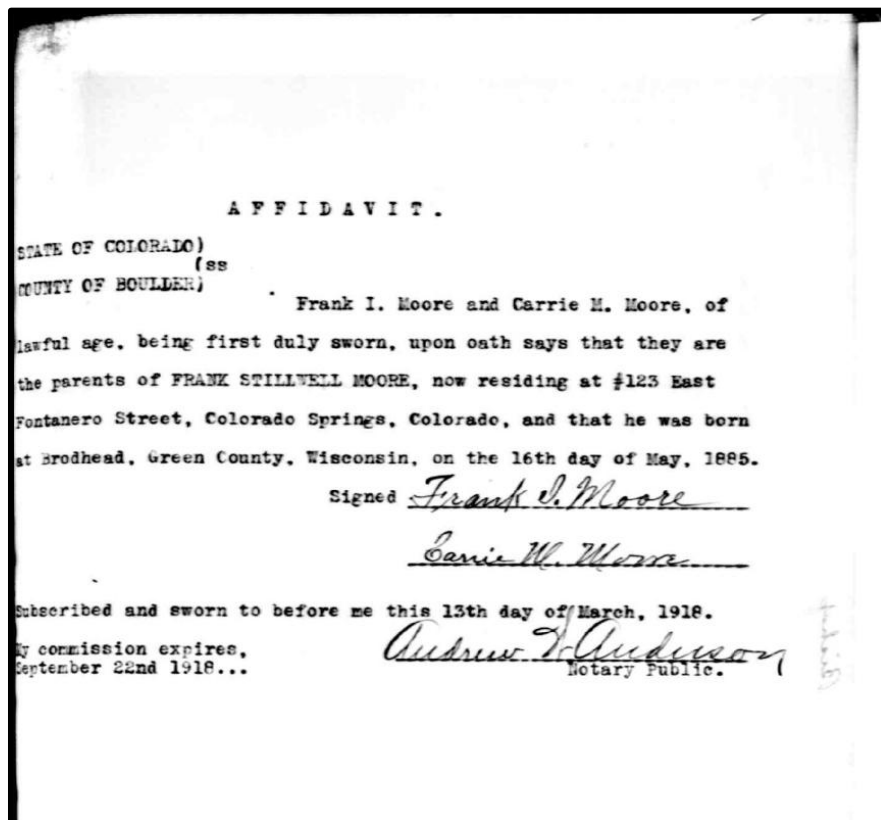 AFFIDAVIT.
STATE OF COLORADO)
(ss
COUNTY OF BOULDER)
Frank I. Moore and Carrie M. Moore, of
lawful age, being first duly sworn, upon oath says that they are
the parents of FRANK STILLWELL MOORE, now residing at #123 East
Fontanero Street, Colorado Springs, Colorado, and that he was born
at Brodhead, Green County, Wisconsin, on the 16th day of May, 1885.
Signed Frank I. Moore
Carrie M. Moore
Subscribed and sworn to before me this 13th day of March, 1918.
My commission expires,
September 22nd 1918...
Andrew Anderson
Notary Public.